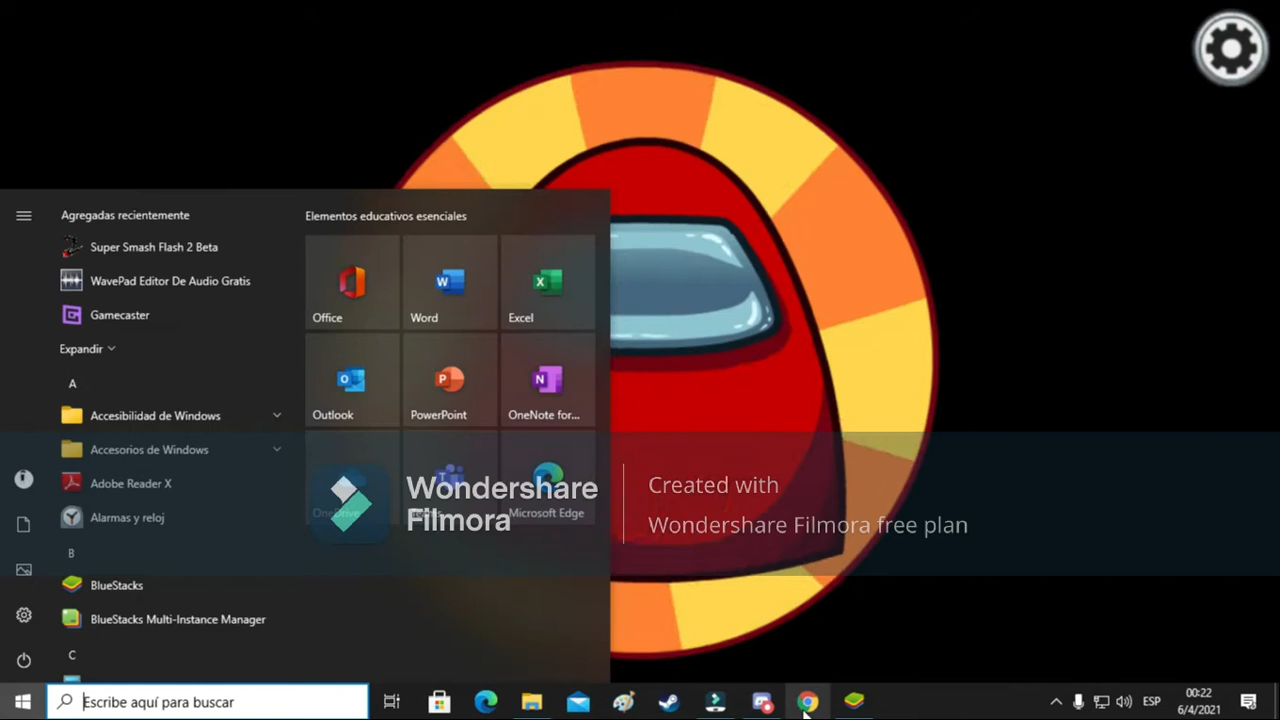 Agregadas recientemente
Super Smash Flash 2 Beta
WavePad Editor De Audio Gratis
Gamecaster
Expandir
A
Accesibilidad de Windows
Accesorios de Windows
Adobe Reader X
Alarmas y reloj
B
BlueStacks
BlueStacks Multi-Instance Manager
C
Elementos educativos esenciales
Office
Word
Excel
Outlook
PowerPoint
OneNote for...
OneDrive
Microsoft Edge
Wondershare
Filmora
Created with
Wondershare Filmora free plan
Escribe aquí para buscar
ESP
00:22
6/4/2021